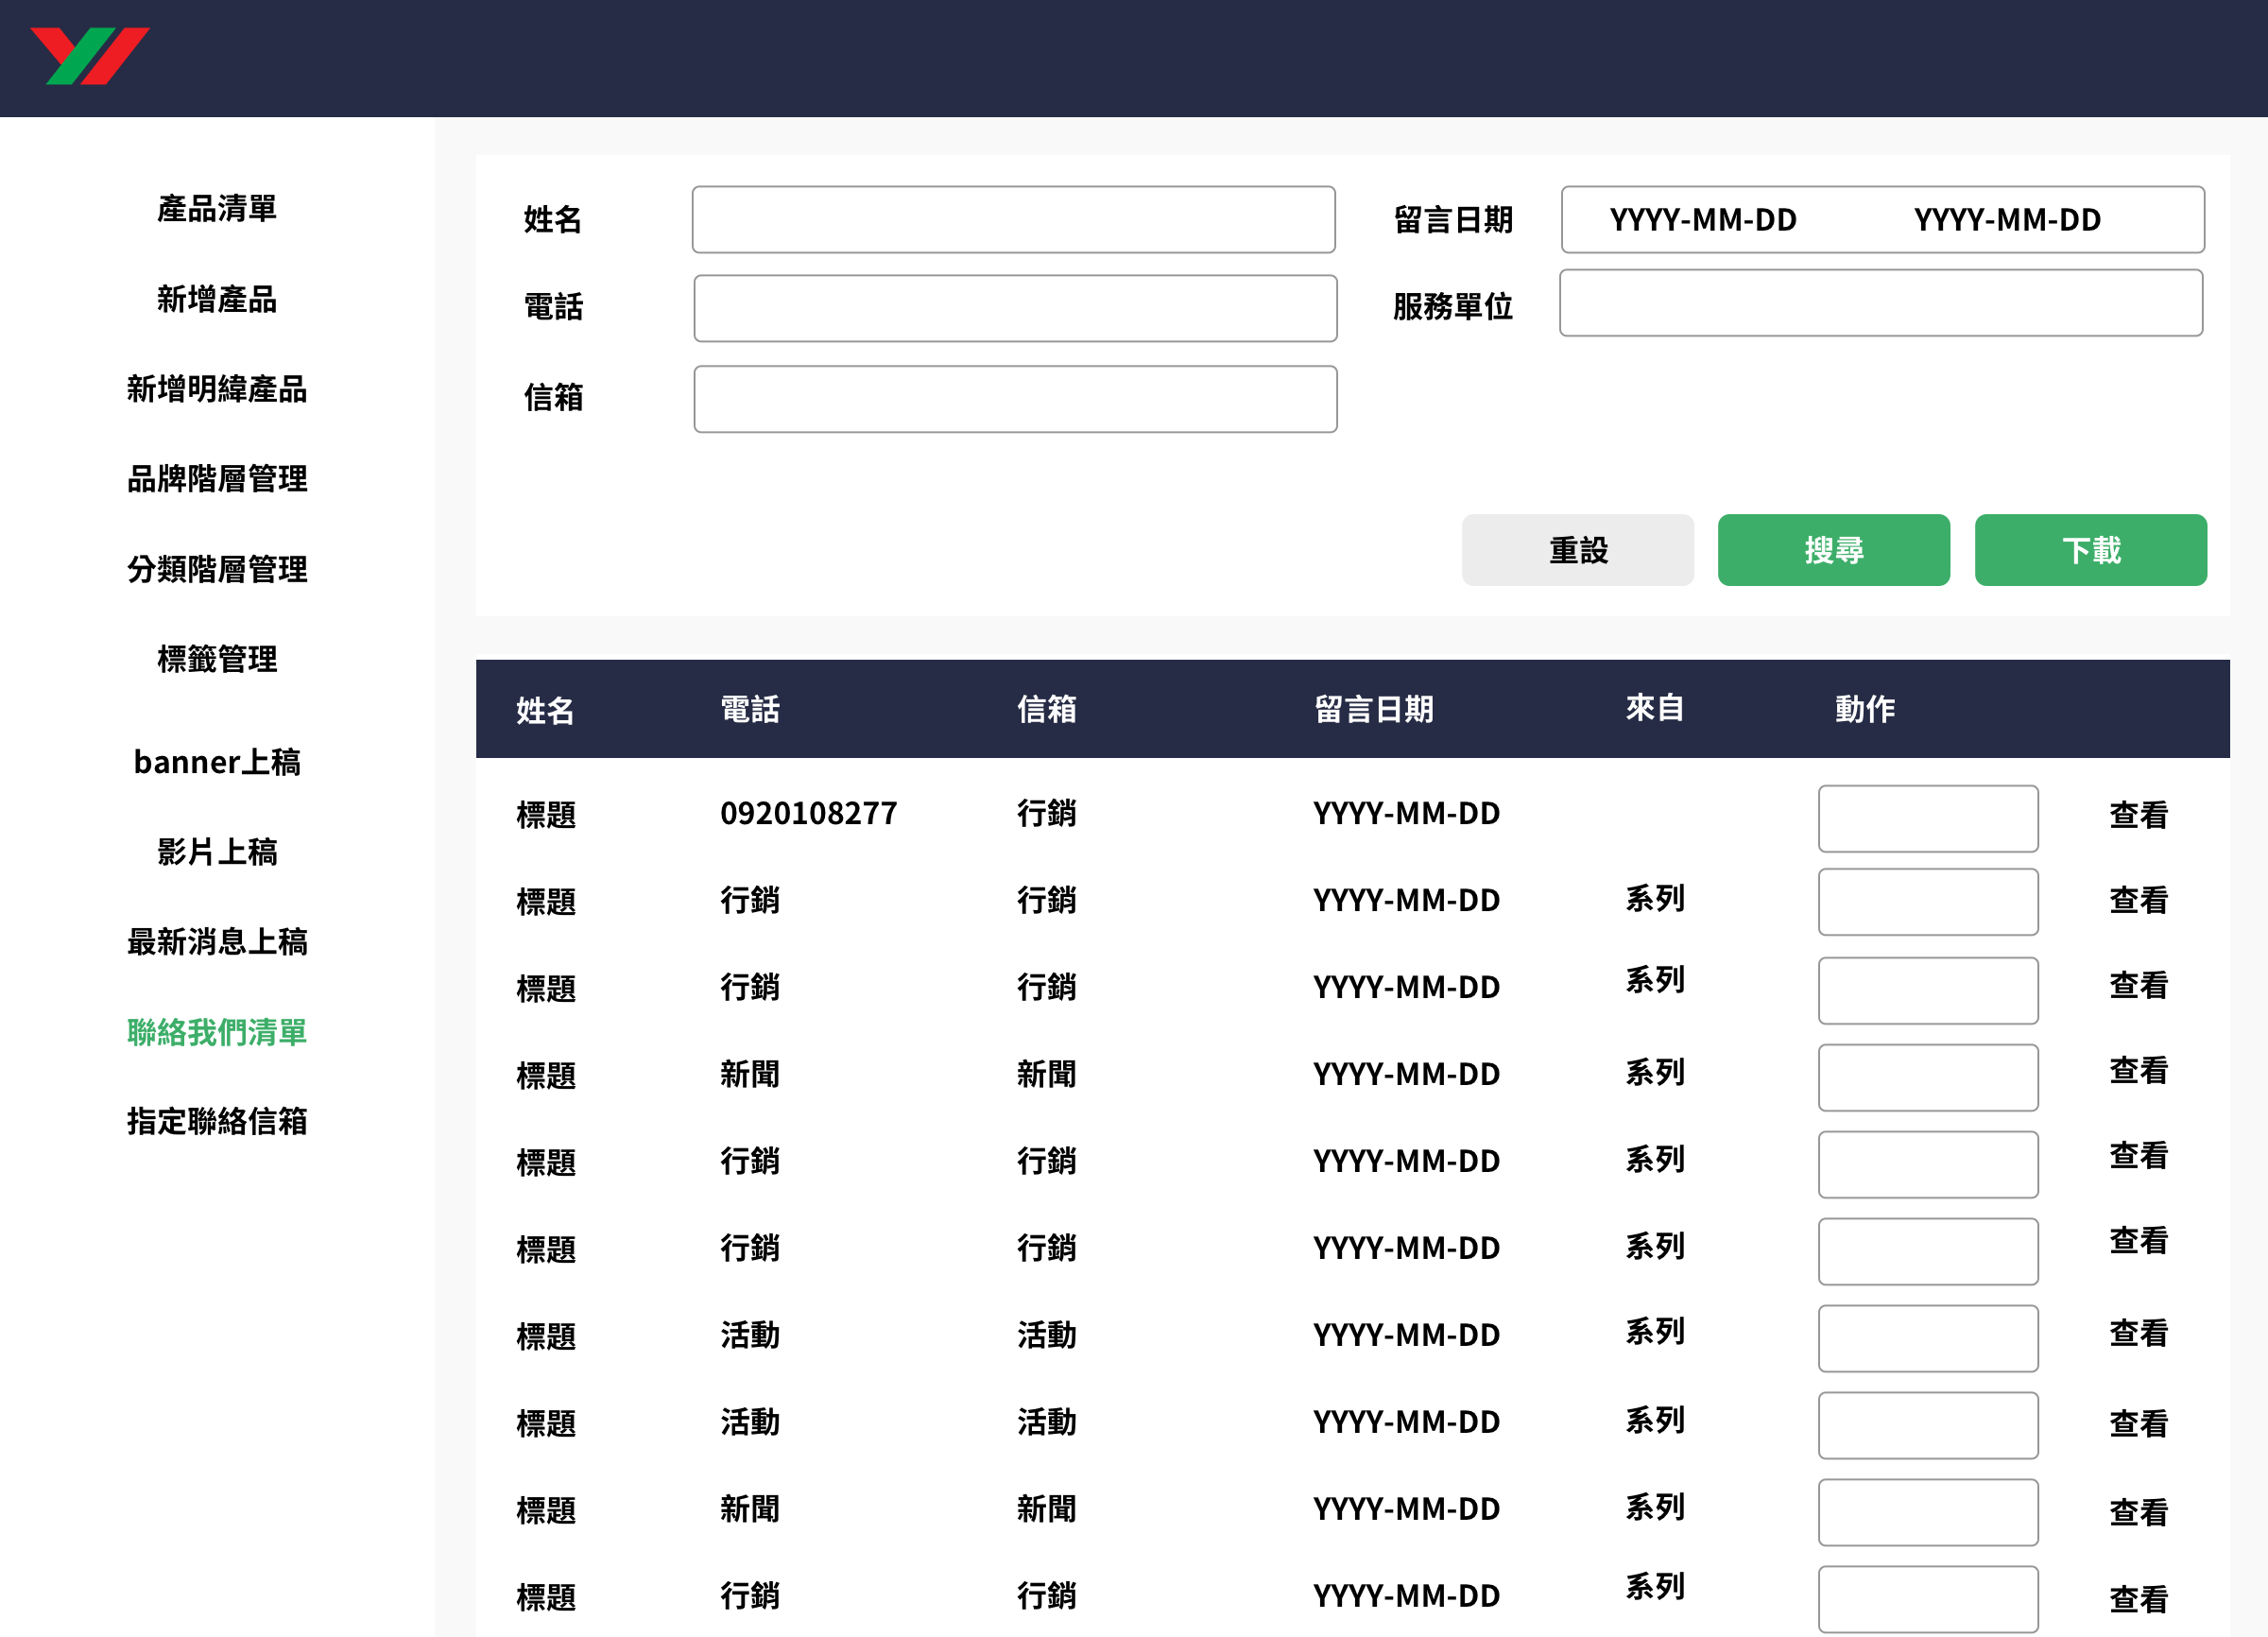 產品清單
新增產品
新增明緯產品
品牌階層管理
分類階層管理
標籤管理
banner上稿
影片上稿
最新消息上稿
聯絡我們清單
指定聯絡信箱
姓名 留言日期 YYYY-MM-DD YYYY-MM-DD
電話 服務單位
信箱
重設 搜尋 下載
姓名 電話 信箱 留言日期 來自 動作
標題 0920108277 行銷 YYYY-MM-DD 查看
標題 行銷 行銷 YYYY-MM-DD 系列 查看
標題 行銷 行銷 YYYY-MM-DD 系列 查看
標題 新聞 新聞 YYYY-MM-DD 系列 查看
標題 行銷 行銷 YYYY-MM-DD 系列 查看
標題 行銷 行銷 YYYY-MM-DD 系列 查看
標題 活動 活動 YYYY-MM-DD 系列 查看
標題 活動 活動 YYYY-MM-DD 系列 查看
標題 新聞 新聞 YYYY-MM-DD 系列 查看
標題 行銷 行銷 YYYY-MM-DD 系列 查看